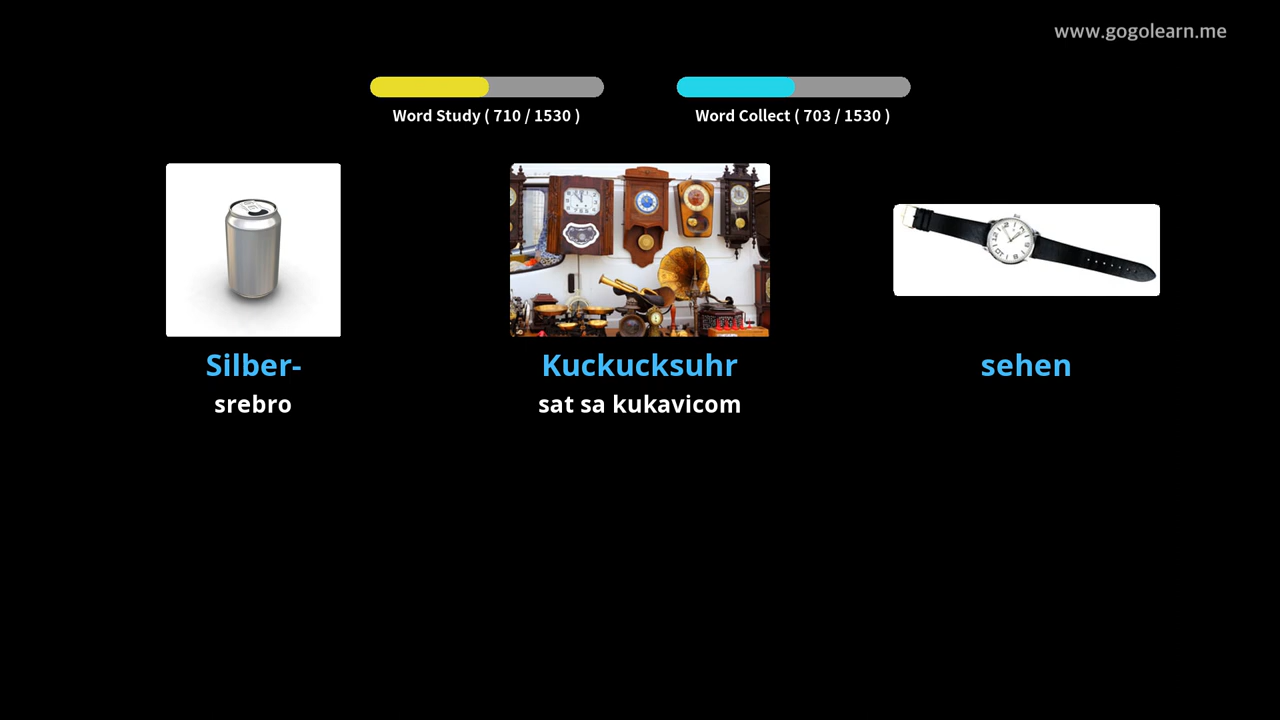 www.gogolearn.me
Word Study ( 710 / 1530 )
Word Collect ( 703 / 1530 )
Silber-
srebro
Kuckucksuhr
sat sa kukavicom
sehen